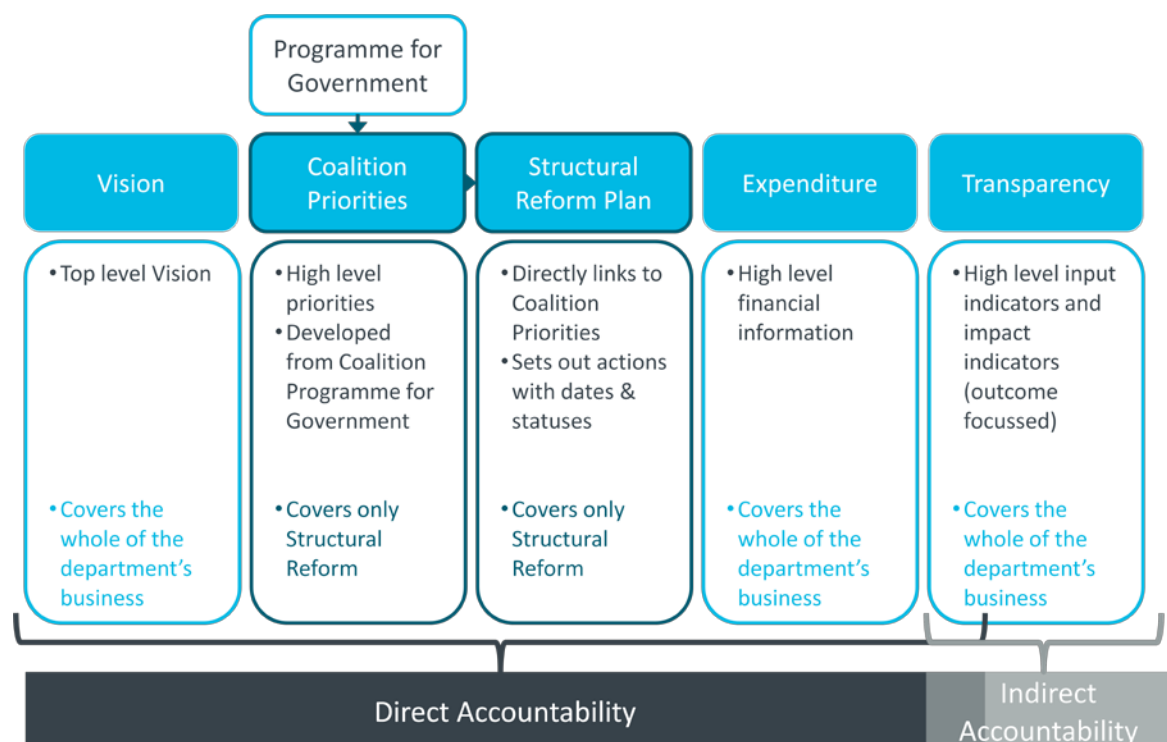 Programme for
Government
Vision
Coalition
Priorities
Structural
Reform Plan
Expenditure
Transparency
• Top level Vision
• Covers the
whole of the
department's
business
• High level
priorities
• Developed
from Coalition
Programme for
Government
• Covers only
Structural
Reform
• Directly links to
Coalition
Priorities
• Sets out actions
with dates &
statuses
• Covers only
Structural
Reform
• High level
financial
information
• Covers the
whole of the
department's
business
• High level input
indicators and
impact
indicators
(outcome
focussed)
• Covers the
whole of the
department's
business
Direct Accountability
Indirect
Accountability